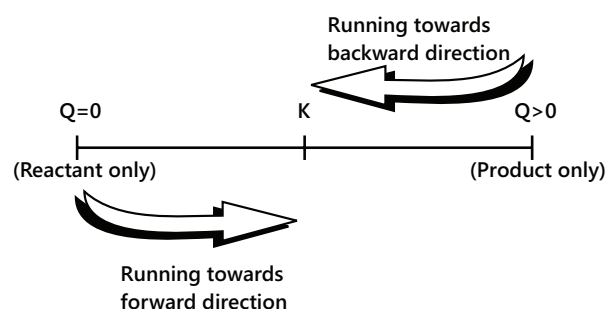 Running towards
backward direction
Q=0
K
Q>0
(Reactant only)
(Product only)
Running towards
forward direction